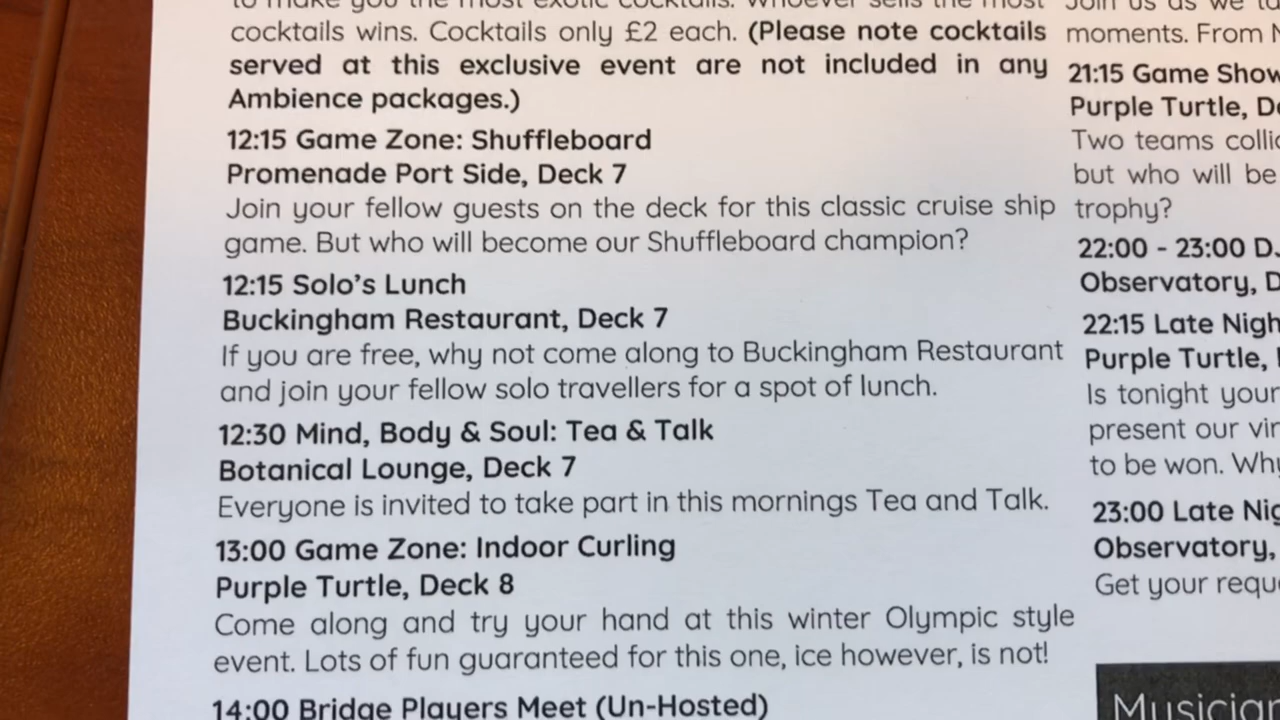 cocktails wins. Cocktails only £2 each. (Please note cocktails
served at this exclusive event are not included in any
Ambience packages.)
12:15 Game Zone: Shuffleboard
Promenade Port Side, Deck 7
Join your fellow guests on the deck for this classic cruise ship
game. But who will become our Shuffleboard champion?
12:15 Solo's Lunch
Buckingham Restaurant, Deck 7
If you are free, why not come along to Buckingham Restaurant
and join your fellow solo travellers for a spot of lunch.
12:30 Mind, Body & Soul: Tea & Talk
Botanical Lounge, Deck 7
Everyone is invited to take part in this mornings Tea and Talk.
13:00 Game Zone: Indoor Curling
Purple Turtle, Deck 8
Come along and try your hand at this winter Olympic style
event. Lots of fun guaranteed for this one, ice however, is not!
14:00 Bridge Players Meet (Un-Hosted)
moments. From
21:15 Game Show
Purple Turtle,
Two teams
but who will be
trophy?
22:00 - 23:00
Observatory,
22:15 Late
Purple Turtle,
Is tonight your
present our
to be won.
23:00 Late
Observatory,
Get your